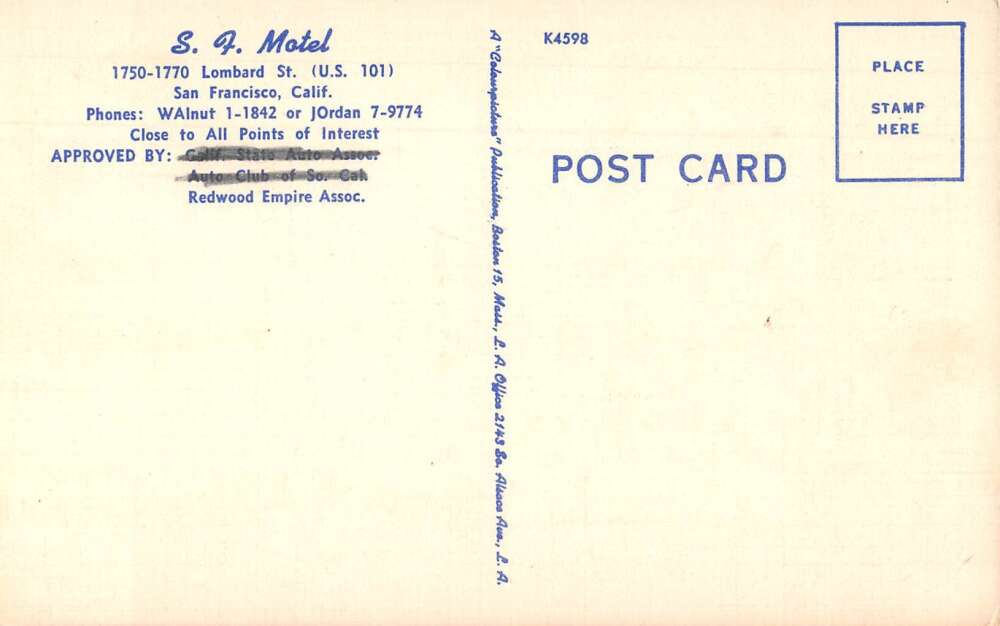 S. F. Motel
1750-1770 Lombard St. (U.S. 101)
San Francisco, Calif.
Phones: WAlnut 1-1842 or JOrdan 7-9774
Close to All Points of Interest
APPROVED BY: Calif. State Auto Assoc.
Auto Club of So. Cal.
Redwood Empire Assoc.
A "Colourpicture" Publication, Boston 15, Mass., L. A. Office 2143 So. Alsace Ave., L. A.
K4598
POST CARD
PLACE
STAMP
HERE